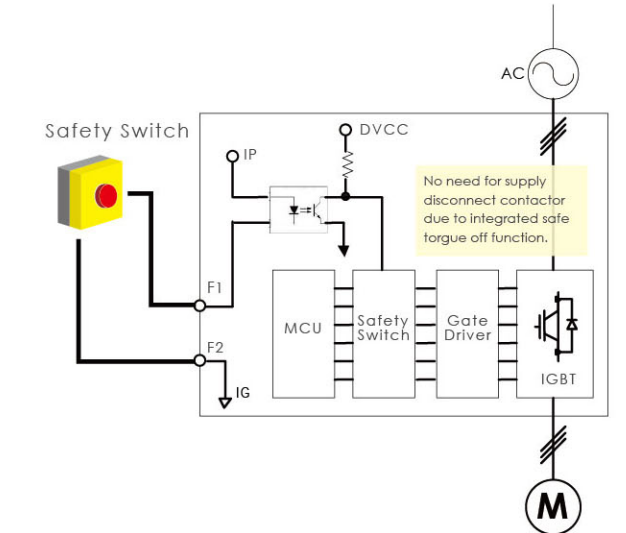 AC
Safety Switch
DVCC
IP
No need for supply
disconnect contactor
due to integrated safe
torgue off function.
F1
MCU
Safety
Switch
Gate
Driver
IGBT
F2
IG
M